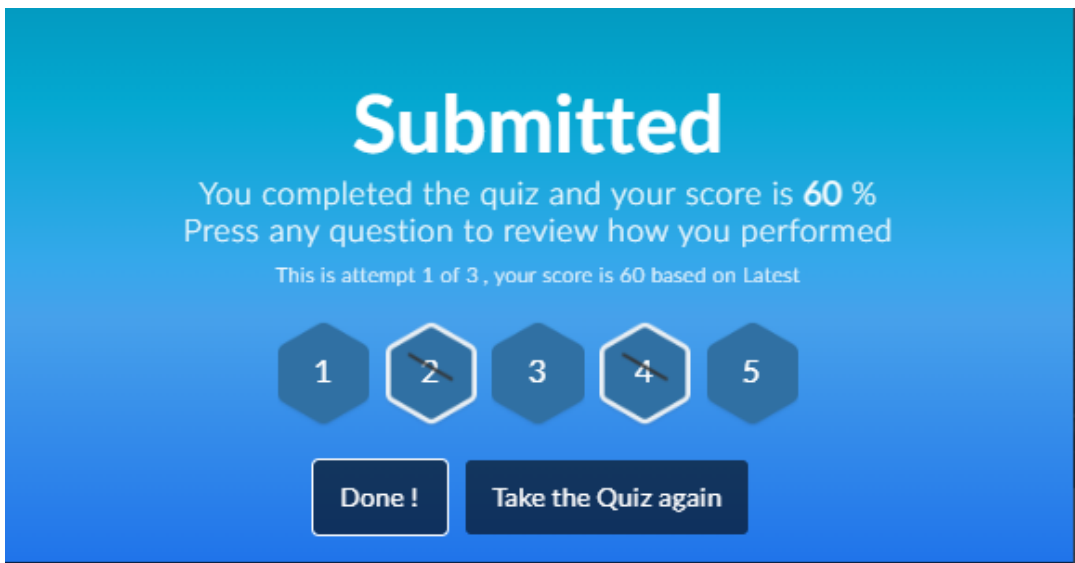 Submitted
You completed the quiz and your score is 60 %
Press any question to review how you performed
This is attempt 1 of 3 , your score is 60 based on Latest
1 2 3 4 5
Done ! Take the Quiz again